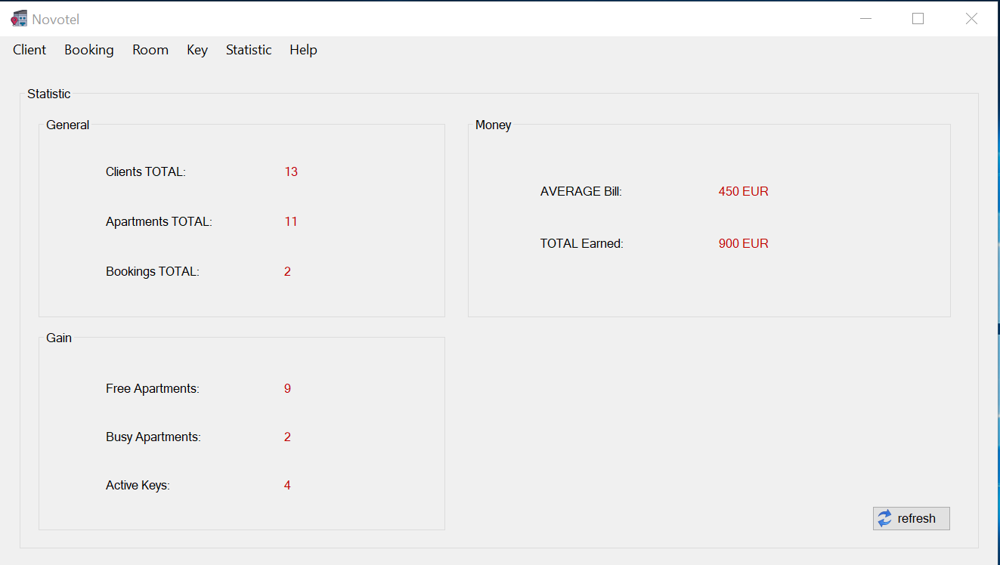 Novotel
Client Booking Room Key Statistic Help
Statistic
General
Clients TOTAL: 13
Apartments TOTAL: 11
Bookings TOTAL: 2
Money
AVERAGE Bill: 450 EUR
TOTAL Earned: 900 EUR
Gain
Free Apartments: 9
Busy Apartments: 2
Active Keys: 4
refresh